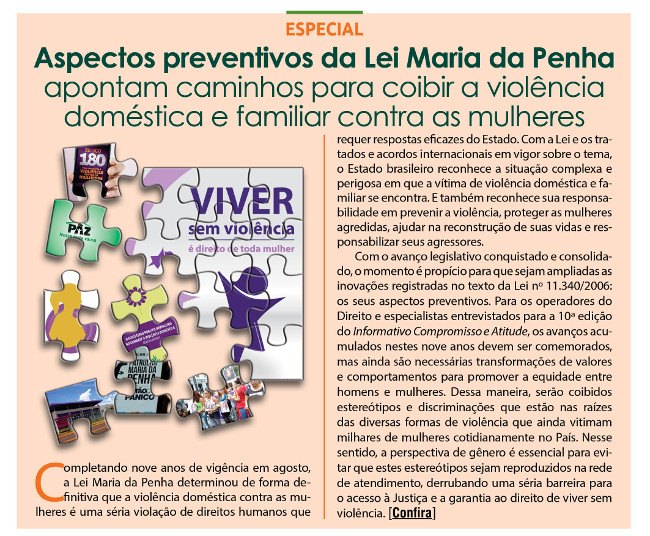 ESPECIAL
Aspectos preventivos da Lei Maria da Penha
apontam caminhos para coibir a violência
doméstica e familiar contra as mulheres
180
PAZ
VIVER
sem violência
é direito de toda mulher
PATRULHA
MARIA DA
PENHA
PÂNICO
Completando nove anos de vigência em agosto,
a Lei Maria da Penha determinou de forma de-
finitiva que a violência doméstica contra as mu-
lheres é uma séria violação de direitos humanos que
requer respostas eficazes do Estado. Com a Lei e os tra-
tados e acordos internacionais em vigor sobre o tema,
o Estado brasileiro reconhece a situação complexa e
perigosa em que a vítima de violência doméstica e fa-
miliar se encontra. E também reconhece sua responsa-
bilidade em prevenir a violência, proteger as mulheres
agredidas, ajudar na reconstrução de suas vidas e res-
ponsabilizar seus agressores.
Com o avanço legislativo conquistado e consolida-
do, o momento é propício para que sejam ampliadas as
inovações registradas no texto da Lei nº 11.340/2006:
os seus aspectos preventivos. Para os operadores do
Direito e especialistas entrevistados para a 10ª edição
do Informativo Compromisso e Atitude, os avanços acu-
mulados nestes nove anos devem ser comemorados,
mas ainda são necessárias transformações de valores
e comportamentos para promover a equidade entre
homens e mulheres. Dessa maneira, serão coibidos
estereótipos e discriminações que estão nas raízes
das diversas formas de violência que ainda vitimam
milhares de mulheres cotidianamente no País. Nesse
sentido, a perspectiva de gênero é essencial para evi-
tar que estes estereótipos sejam reproduzidos na rede
de atendimento, derrubando uma séria barreira para
o acesso à Justiça e a garantia ao direito de viver sem
violência. [Confira]